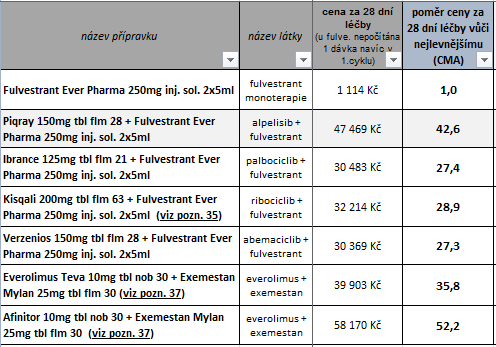 název přípravku
název látky
cena za 28 dní
léčby
(u fulve. nepočítána
1 dávka navíc v
1.cyklu)
poměr ceny za
28 dní léčby vůči
nejlevnějšímu
(CMA)
Fulvestrant Ever Pharma 250mg inj. sol. 2x5ml
fulvestrant
monoterapie
1 114 Kč
1,0
Piqray 150mg tbl flm 28 + Fulvestrant Ever
Pharma 250mg inj. sol. 2x5ml
alpelisib +
fulvestrant
47 469 Kč
42,6
Ibrance 125mg tbl flm 21 + Fulvestrant Ever
Pharma 250mg inj. sol. 2x5ml
palbociclib +
fulvestrant
30 483 Kč
27,4
Kisqali 200mg tbl flm 63 + Fulvestrant Ever
Pharma 250mg inj. sol. 2x5ml (viz pozn. 35)
ribociclib +
fulvestrant
32 214 Kč
28,9
Verzenios 150mg tbl flm 28 + Fulvestrant Ever
Pharma 250mg inj. sol. 2x5ml
abemaciclib +
fulvestrant
30 369 Kč
27,3
Everolimus Teva 10mg tbl nob 30 + Exemestan
Mylan 25mg tbl flm 30 (viz pozn. 37)
everolimus +
exemestan
39 903 Kč
35,8
Afinitor 10mg tbl nob 30 + Exemestan Mylan
25mg tbl flm 30 (viz pozn. 37)
everolimus +
exemestan
58 170 Kč
52,2